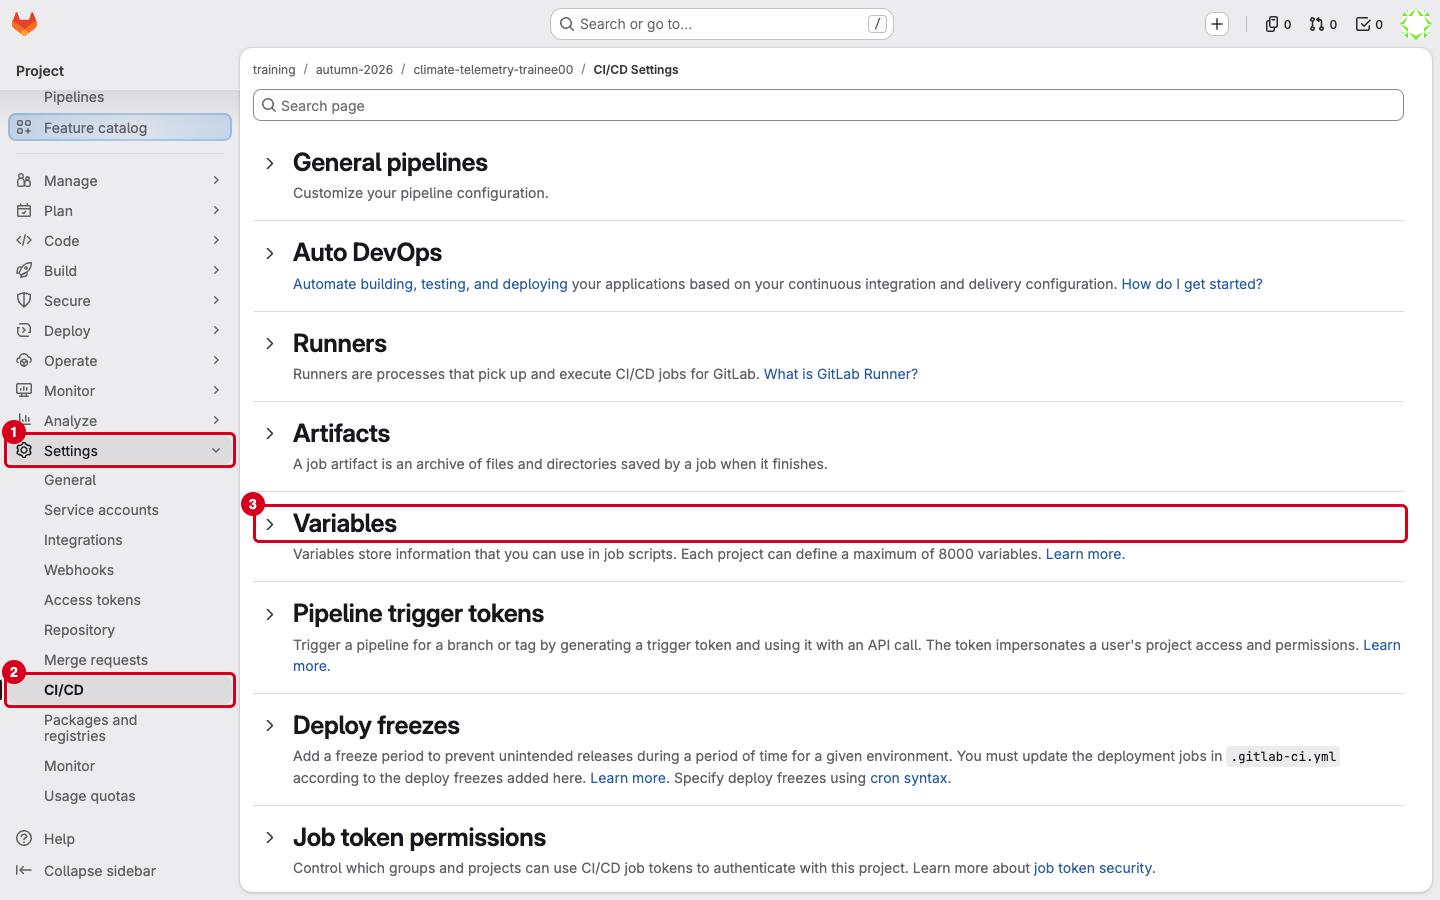 Search or go to...
/
0
0
0
Project
Pipelines
Feature catalog
Manage
Plan
Code
Build
Secure
Deploy
Operate
Monitor
Analyze
1
Settings
General
Service accounts
Integrations
Webhooks
Access tokens
Repository
Merge requests
2
CI/CD
Packages and
registries
Monitor
Usage quotas
Help
Collapse sidebar
training / autumn-2026 / climate-telemetry-trainee00 / CI/CD Settings
Search page
General pipelines
Customize your pipeline configuration.
Auto DevOps
Automate building, testing, and deploying your applications based on your continuous integration and delivery configuration. How do I get started?
Runners
Runners are processes that pick up and execute CI/CD jobs for GitLab. What is GitLab Runner?
Artifacts
A job artifact is an archive of files and directories saved by a job when it finishes.
3
Variables
Variables store information that you can use in job scripts. Each project can define a maximum of 8000 variables. Learn more.
Pipeline trigger tokens
Trigger a pipeline for a branch or tag by generating a trigger token and using it with an API call. The token impersonates a user's project access and permissions. Learn
more.
Deploy freezes
Add a freeze period to prevent unintended releases during a period of time for a given environment. You must update the deployment jobs in .gitlab-ci.yml
according to the deploy freezes added here. Learn more. Specify deploy freezes using cron syntax.
Job token permissions
Control which groups and projects can use CI/CD job tokens to authenticate with this project. Learn more about job token security.